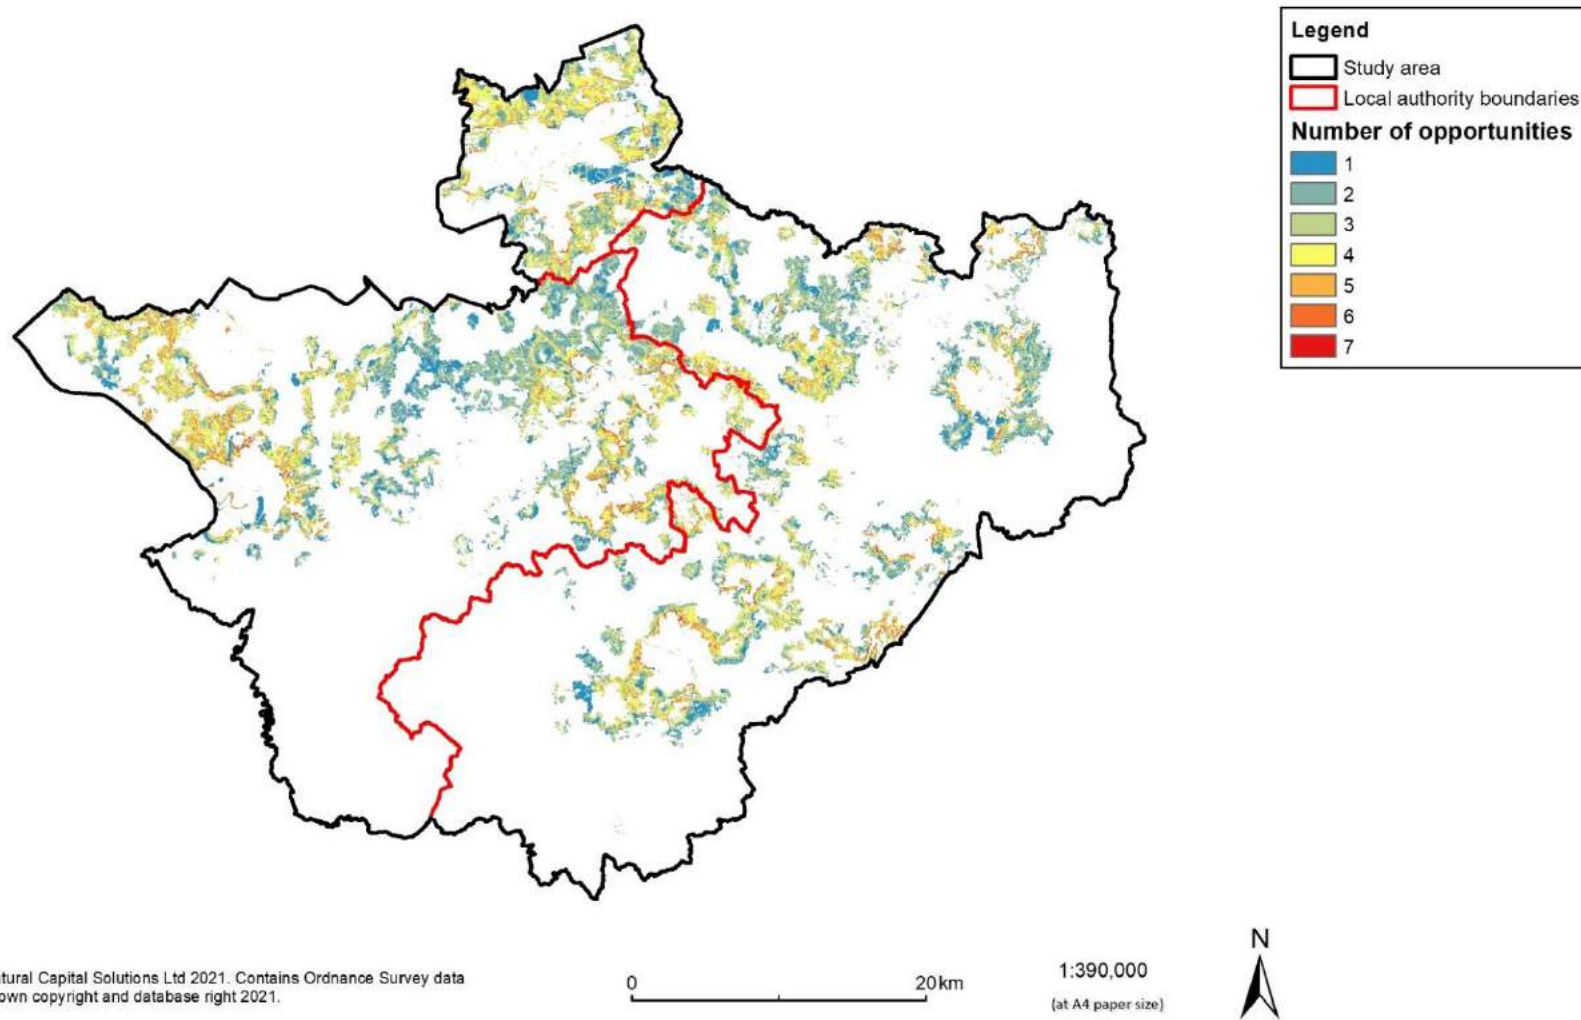 Legend
Study area
Local authority boundaries
Number of opportunities
1
2
3
4
5
6
7
tural Capital Solutions Ltd 2021. Contains Ordnance Survey data
own copyright and database right 2021.
0 20km
1:390,000
(at A4 paper size)
N